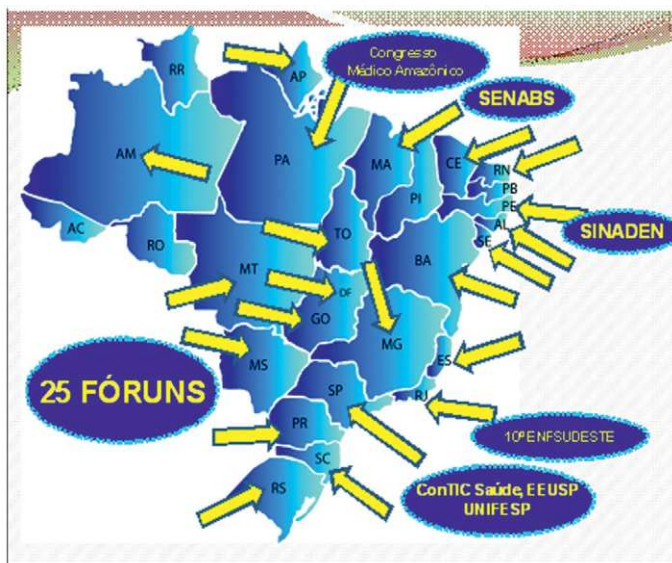 RR
AP
Congresso
Médico Amazônico
SENABS
AM
PA
MA
CE
RN
PB
PI
PE
AL
SE
SINADEN
AC
RO
TO
BA
MT
DF
GO
MG
ES
MS
25 FÓRUNS
SP
RJ
PR
10º ENFSUDESTE
SC
ConTIC Saúde, EEUSP
UNIFESP
RS